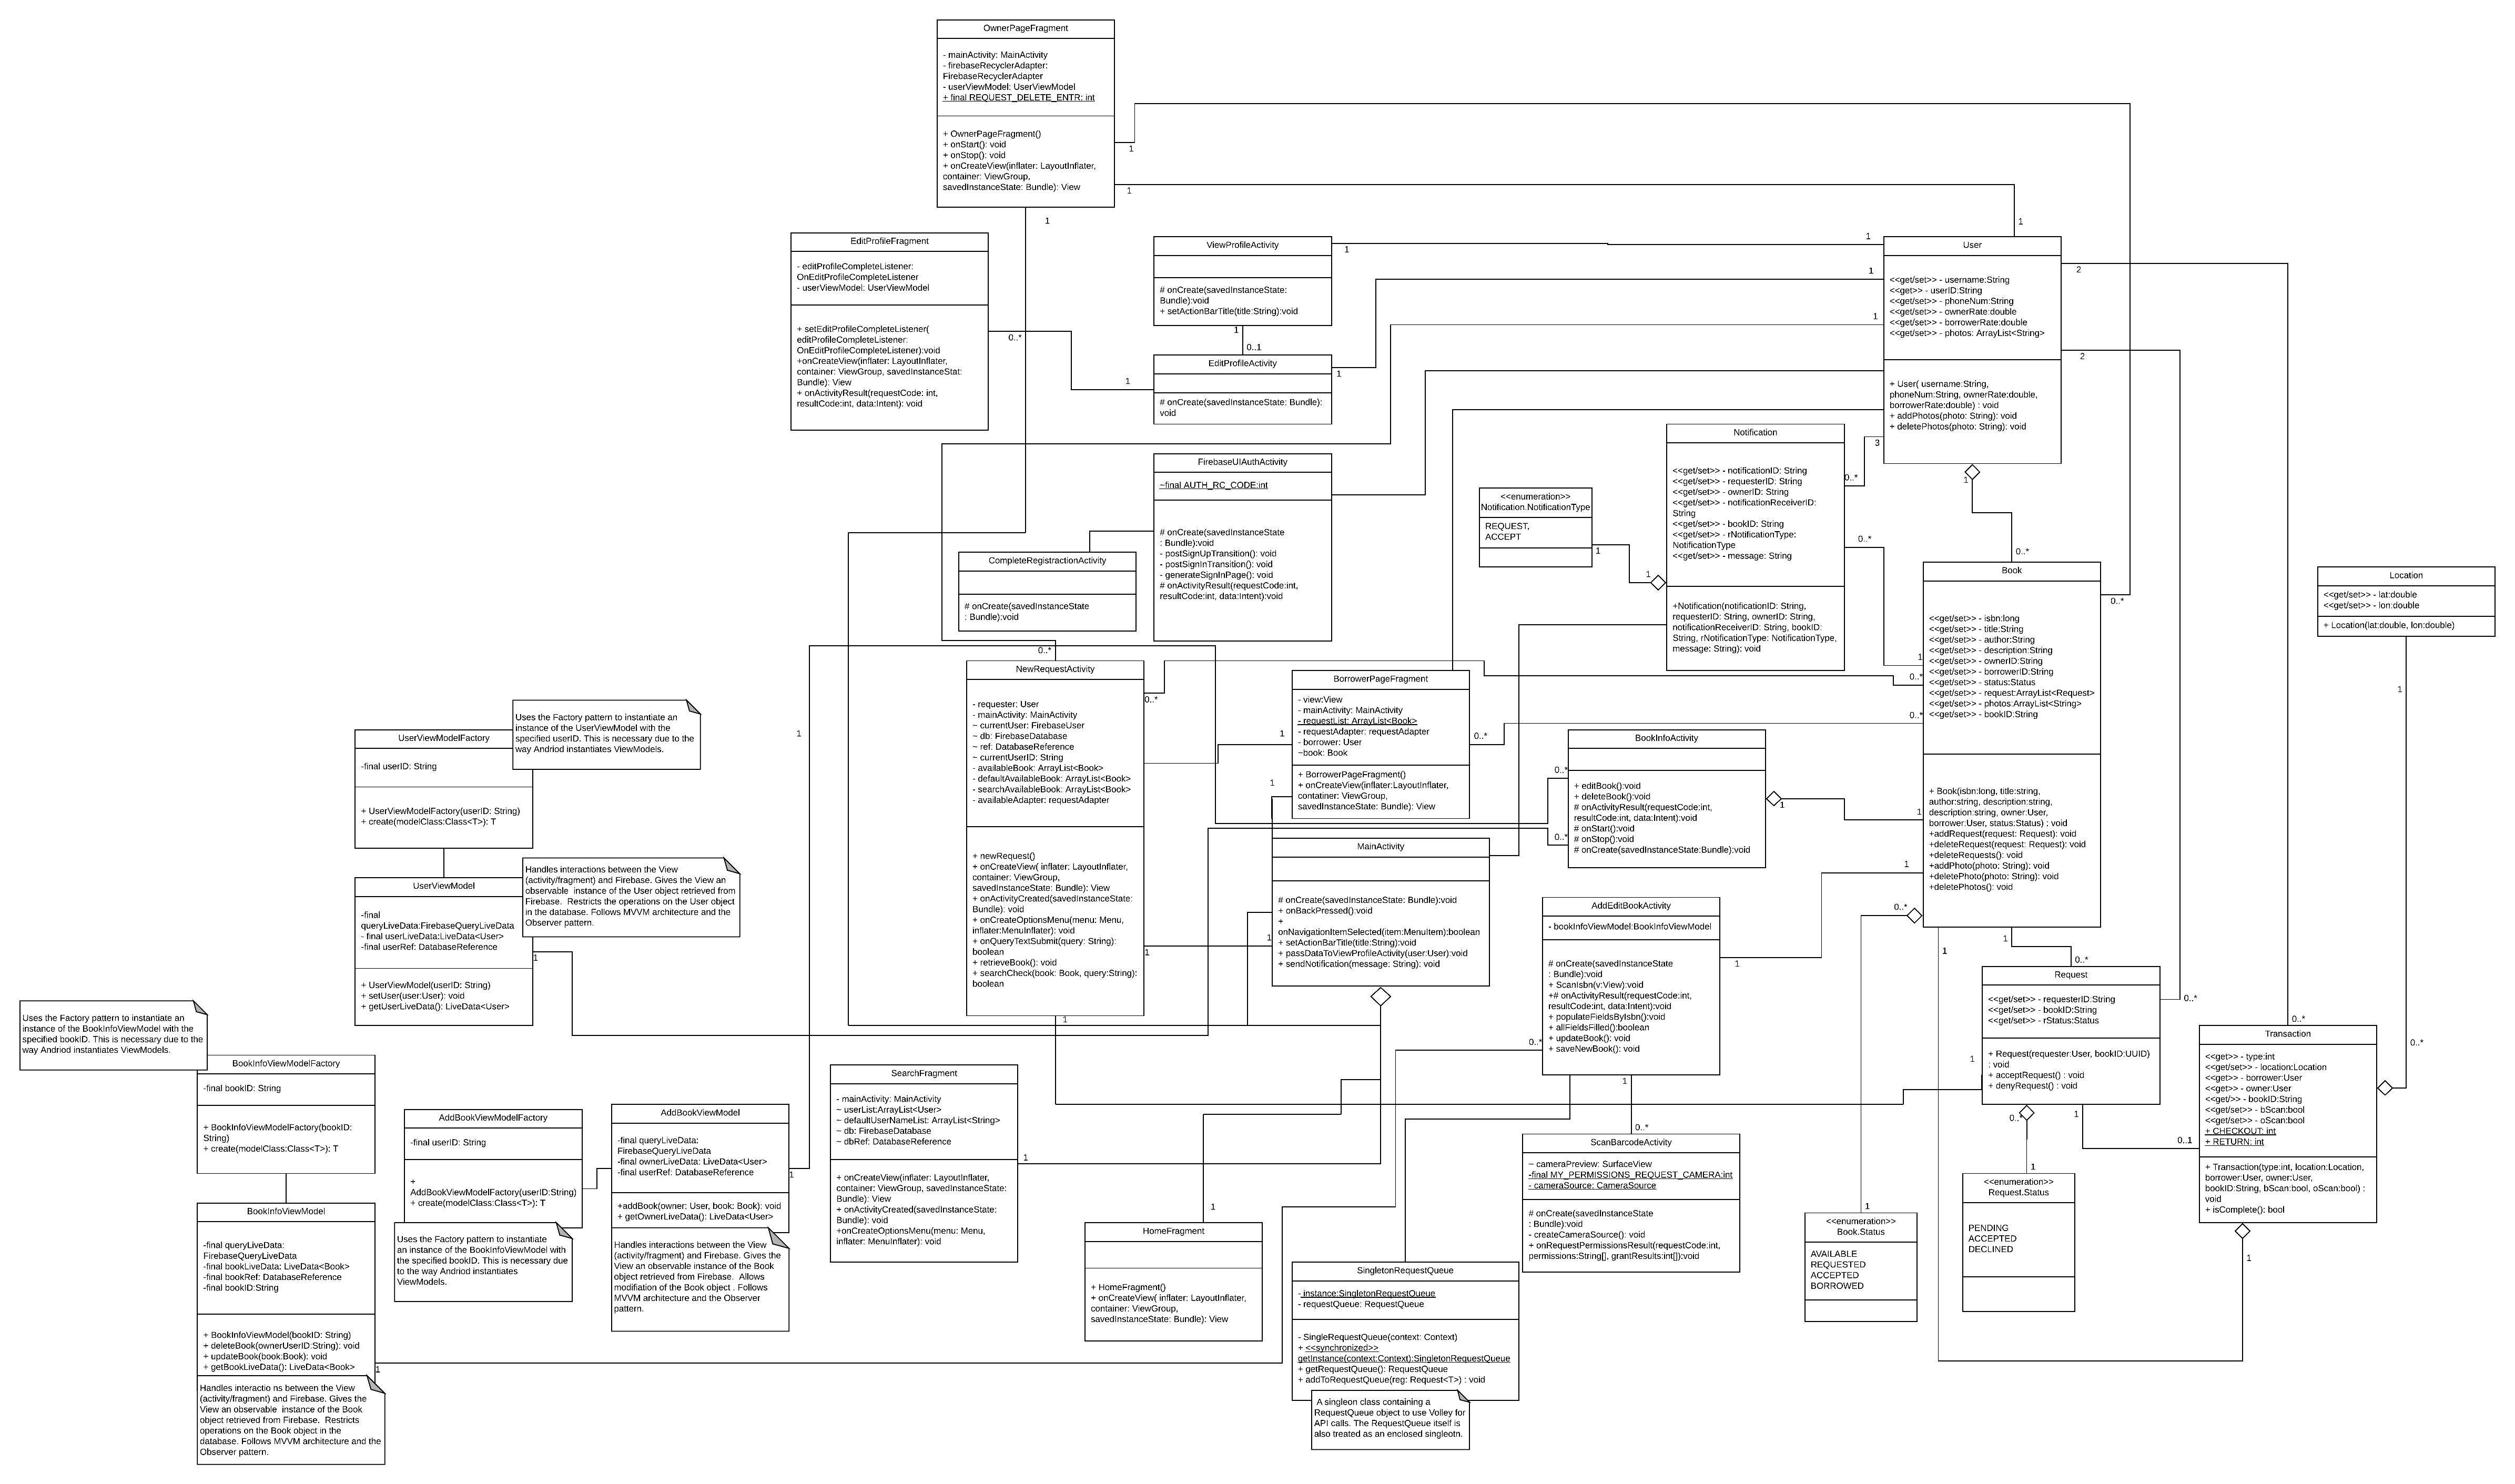 OwnerPageFragment
- mainActivity: MainActivity
- firebaseRecyclerAdapter:
FirebaseRecyclerAdapter
- userViewModel: UserViewModel
+ final REQUEST_DELETE_ENTR: int
+ OwnerPageFragment()
+ onStart(): void
+ onStop(): void
+ onCreateView(inflater: LayoutInflater,
container: ViewGroup,
savedInstanceState: Bundle): View
1
1
1
1
EditProfileFragment
- editProfileCompleteListener:
OnEditProfileCompleteListener
- userViewModel: UserViewModel
+ setEditProfileCompleteListener(
editProfileCompleteListener:
OnEditProfileCompleteListener):void
+onCreateView(inflater: LayoutInflater,
container: ViewGroup, savedInstanceStat:
Bundle): View
+ onActivityResult(requestCode: int,
resultCode:int, data:Intent): void
0..*
1
ViewProfileActivity
# onCreate(savedInstanceState:
Bundle):void
+ setActionBarTitle(title:String):void
1
1
1
0..1
EditProfileActivity
# onCreate(savedInstanceState: Bundle):
void
1
1
1
User
<<get/set>> - username:String
<<get>> - userID:String
<<get/set>> - phoneNum:String
<<get/set>> - ownerRate:double
<<get/set>> - borrowerRate:double
<<get/set>> - photos: ArrayList<String>
+ User( username:String,
phoneNum:String, ownerRate:double,
borrowerRate:double) : void
+ addPhotos(photo: String): void
+ deletePhotos(photo: String): void
2
2
3
1
0..*
FirebaseUIAuthActivity
~final AUTH_RC_CODE:int
# onCreate(savedInstanceState
: Bundle):void
- postSignUpTransition(): void
- postSignInTransition(): void
- generateSignInPage(): void
# onActivityResult(requestCode:int,
resultCode:int, data:Intent):void
CompleteRegistractionActivity
# onCreate(savedInstanceState
: Bundle):void
<<enumeration>>
Notification.NotificationType
REQUEST,
ACCEPT
1
1
Notification
<<get/set>> - notificationID: String
<<get/set>> - requesterID: String
<<get/set>> - ownerID: String
<<get/set>> - notificationReceiverID:
String
<<get/set>> - bookID: String
<<get/set>> - rNotificationType:
NotificationType
<<get/set>> - message: String
+Notification(notificationID: String,
requesterID: String, ownerID: String,
notificationReceiverID: String, bookID:
String, rNotificationType: NotificationType,
message: String): void
0..*
0..*
1
Book
<<get/set>> - isbn:long
<<get/set>> - title:String
<<get/set>> - author:String
<<get/set>> - description:String
<<get/set>> - ownerID:String
<<get/set>> - borrowerID:String
<<get/set>> - status:Status
<<get/set>> - request:ArrayList<Request>
<<get/set>> - photos:ArrayList<String>
<<get/set>> - bookID:String
+ Book(isbn:long, title:string,
author:string, description:string,
description:string, owner:User,
borrower:User, status:Status) : void
+addRequest(request: Request): void
+deleteRequest(request: Request): void
+deleteRequests(): void
+addPhoto(photo: String): void
+deletePhoto(photo: String): void
+deletePhotos(): void
0..*
0..*
0..*
1
1
0..*
1
1
Location
<<get/set>> - lat:double
<<get/set>> - lon:double
+ Location(lat:double, lon:double)
1
0..*
0..*
NewRequestActivity
- requester: User
- mainActivity: MainActivity
~ currentUser: FirebaseUser
~ db: FirebaseDatabase
~ ref: DatabaseReference
~ currentUserID: String
- availableBook: ArrayList<Book>
- defaultAvailableBook: ArrayList<Book>
- searchAvailableBook: ArrayList<Book>
- availableAdapter: requestAdapter
+ newRequest()
+ onCreateView( inflater: LayoutInflater,
container: ViewGroup,
savedInstanceState: Bundle): View
+ onActivityCreated(savedInstanceState:
Bundle): void
+ onCreateOptionsMenu(menu: Menu,
inflater:MenuInflater): void
+ onQueryTextSubmit(query: String):
boolean
+ retrieveBook(): void
+ searchCheck(book: Book, query:String):
boolean
0..*
1
1
BorrowerPageFragment
- view:View
- mainActivity: MainActivity
- requestList: ArrayList<Book>
- requestAdapter: requestAdapter
- borrower: User
~book: Book
+ BorrowerPageFragment()
+ onCreateView(inflater:LayoutInflater,
container: ViewGroup,
savedInstanceState: Bundle): View
1
0..*
1
BookInfoActivity
+ editBook():void
+ deleteBook():void
# onActivityResult(requestCode:int,
resultCode:int, data:Intent):void
# onStart():void
# onStop():void
# onCreate(savedInstanceState:Bundle):void
0..*
0..*
1
MainActivity
# onCreate(savedInstanceState: Bundle):void
+ onBackPressed():void
+
onNavigationItemSelected(item:MenuItem):boolean
+ setActionBarTitle(title:String):void
+ passDataToViewProfileActivity(user:User):void
+ sendNotification(message: String): void
1
AddEditBookActivity
- bookInfoViewModel:BookInfoViewModel
# onCreate(savedInstanceState
: Bundle):void
+ ScanIsbn(v:View):void
+# onActivityResult(requestCode:int,
resultCode:int, data:Intent):void
+ populateFieldsByIsbn():void
+ allFieldsFilled():boolean
+ updateBook(): void
+ saveNewBook(): void
1
0..*
1
0..*
Uses the Factory pattern to instantiate an
instance of the UserViewModel with the
specified userID. This is necessary due to the
way Andriod instantiates ViewModels.
1
UserViewModelFactory
-final userID: String
+ UserViewModelFactory(userID: String)
+ create(modelClass:Class<T>): T
Handles interactions between the View
(activity/fragment) and Firebase. Gives the View an
observable  instance of the User object retrieved from
Firebase.  Restricts the operations on the User object
in the database. Follows MVVM architecture and the
Observer pattern.
UserViewModel
-final
queryLiveData:FirebaseQueryLiveData
- final userLiveData:LiveData<User>
-final userRef: DatabaseReference
+ UserViewModel(userID: String)
+ setUser(user:User): void
+ getUserLiveData(): LiveData<User>
1
Request
<<get/set>> - requesterID:String
<<get/set>> - bookID:String
<<get/set>> - rStatus:Status
+ Request(requester:User, bookID:UUID)
: void
+ acceptRequest() : void
+ denyRequest() : void
0..*
0..*
1
0..*
1
1
0..1
Transaction
<<get>> - type:int
<<get/set>> - location:Location
<<get>> - borrower:User
<<get>> - owner:User
<<get/>> - bookID:String
<<get/set>> - bScan:bool
<<get/set>> - oScan:bool
+ CHECKOUT: int
+ RETURN: int
+ Transaction(type:int, location:Location,
borrower:User, owner:User,
bookID:String, bScan:bool, oScan:bool) :
void
+ isComplete(): bool
0..*
1
Uses the Factory pattern to instantiate an
instance of the BookInfoViewModel with the
specified bookID. This is necessary due to the
way Andriod instantiates ViewModels.
BookInfoViewModelFactory
-final bookID: String
+ BookInfoViewModelFactory(bookID:
String)
+ create(modelClass:Class<T>): T
AddBookViewModelFactory
-final userID: String
+
AddBookViewModelFactory(userID:String)
+ create(modelClass:Class<T>): T
Uses the Factory pattern to instantiate
an instance of the BookInfoViewModel with
the specified bookID. This is necessary due
to the way Andriod instantiates
ViewModels.
AddBookViewModel
-final queryLiveData:
FirebaseQueryLiveData
-final ownerLiveData: LiveData<User>
-final userRef: DatabaseReference
+addBook(owner: User, book: Book): void
+ getOwnerLiveData(): LiveData<User>
1
Handles interactions between the View
(activity/fragment) and Firebase. Gives the
View an observable instance of the Book
object retrieved from Firebase.  Allows
modifiation of the Book object . Follows
MVVM architecture and the Observer
pattern.
SearchFragment
- mainActivity: MainActivity
~ userList:ArrayList<User>
~ defaultUserNameList: ArrayList<String>
~ db: FirebaseDatabase
~ dbRef: DatabaseReference
+ onCreateView(inflater: LayoutInflater,
container: ViewGroup, savedInstanceState:
Bundle): View
+ onActivityCreated(savedInstanceState:
Bundle): void
+onCreateOptionsMenu(menu: Menu,
inflater: MenuInflater): void
1
1
HomeFragment
+ HomeFragment()
+ onCreateView( inflater: LayoutInflater,
container: ViewGroup,
savedInstanceState: Bundle): View
ScanBarcodeActivity
~ cameraPreview: SurfaceView
-final MY_PERMISSIONS_REQUEST_CAMERA:int
- cameraSource: CameraSource
# onCreate(savedInstanceState
: Bundle):void
- createCameraSource(): void
+ onRequestPermissionsResult(requestCode:int,
permissions:String[], grantResults:int[]):void
1
<<enumeration>>
Book.Status
AVAILABLE
REQUESTED
ACCEPTED
BORROWED
<<enumeration>>
Request.Status
PENDING
ACCEPTED
DECLINED
BookInfoViewModel
-final queryLiveData:
FirebaseQueryLiveData
-final bookLiveData: LiveData<Book>
-final bookRef: DatabaseReference
-final bookID:String
+ BookInfoViewModel(bookID: String)
+ deleteBook(ownerUserID:String): void
+ updateBook(book:Book): void
+ getBookLiveData(): LiveData<Book>
1
Handles interactio ns between the View
(activity/fragment) and Firebase. Gives the
View an observable  instance of the Book
object retrieved from Firebase.  Restricts
operations on the Book object in the
database. Follows MVVM architecture and the
Observer pattern.
SingletonRequestQueue
- instance:SingletonRequestQueue
- requestQueue: RequestQueue
- SingleRequestQueue(context: Context)
+ <<synchronized>>
getInstance(context:Context):SingletonRequestQueue
+ getRequestQueue(): RequestQueue
+ addToRequestQueue(reg: Request<T>) : void
A singleon class containing a
RequestQueue object to use Volley for
API calls. The RequestQueue itself is
also treated as an enclosed singleotn.